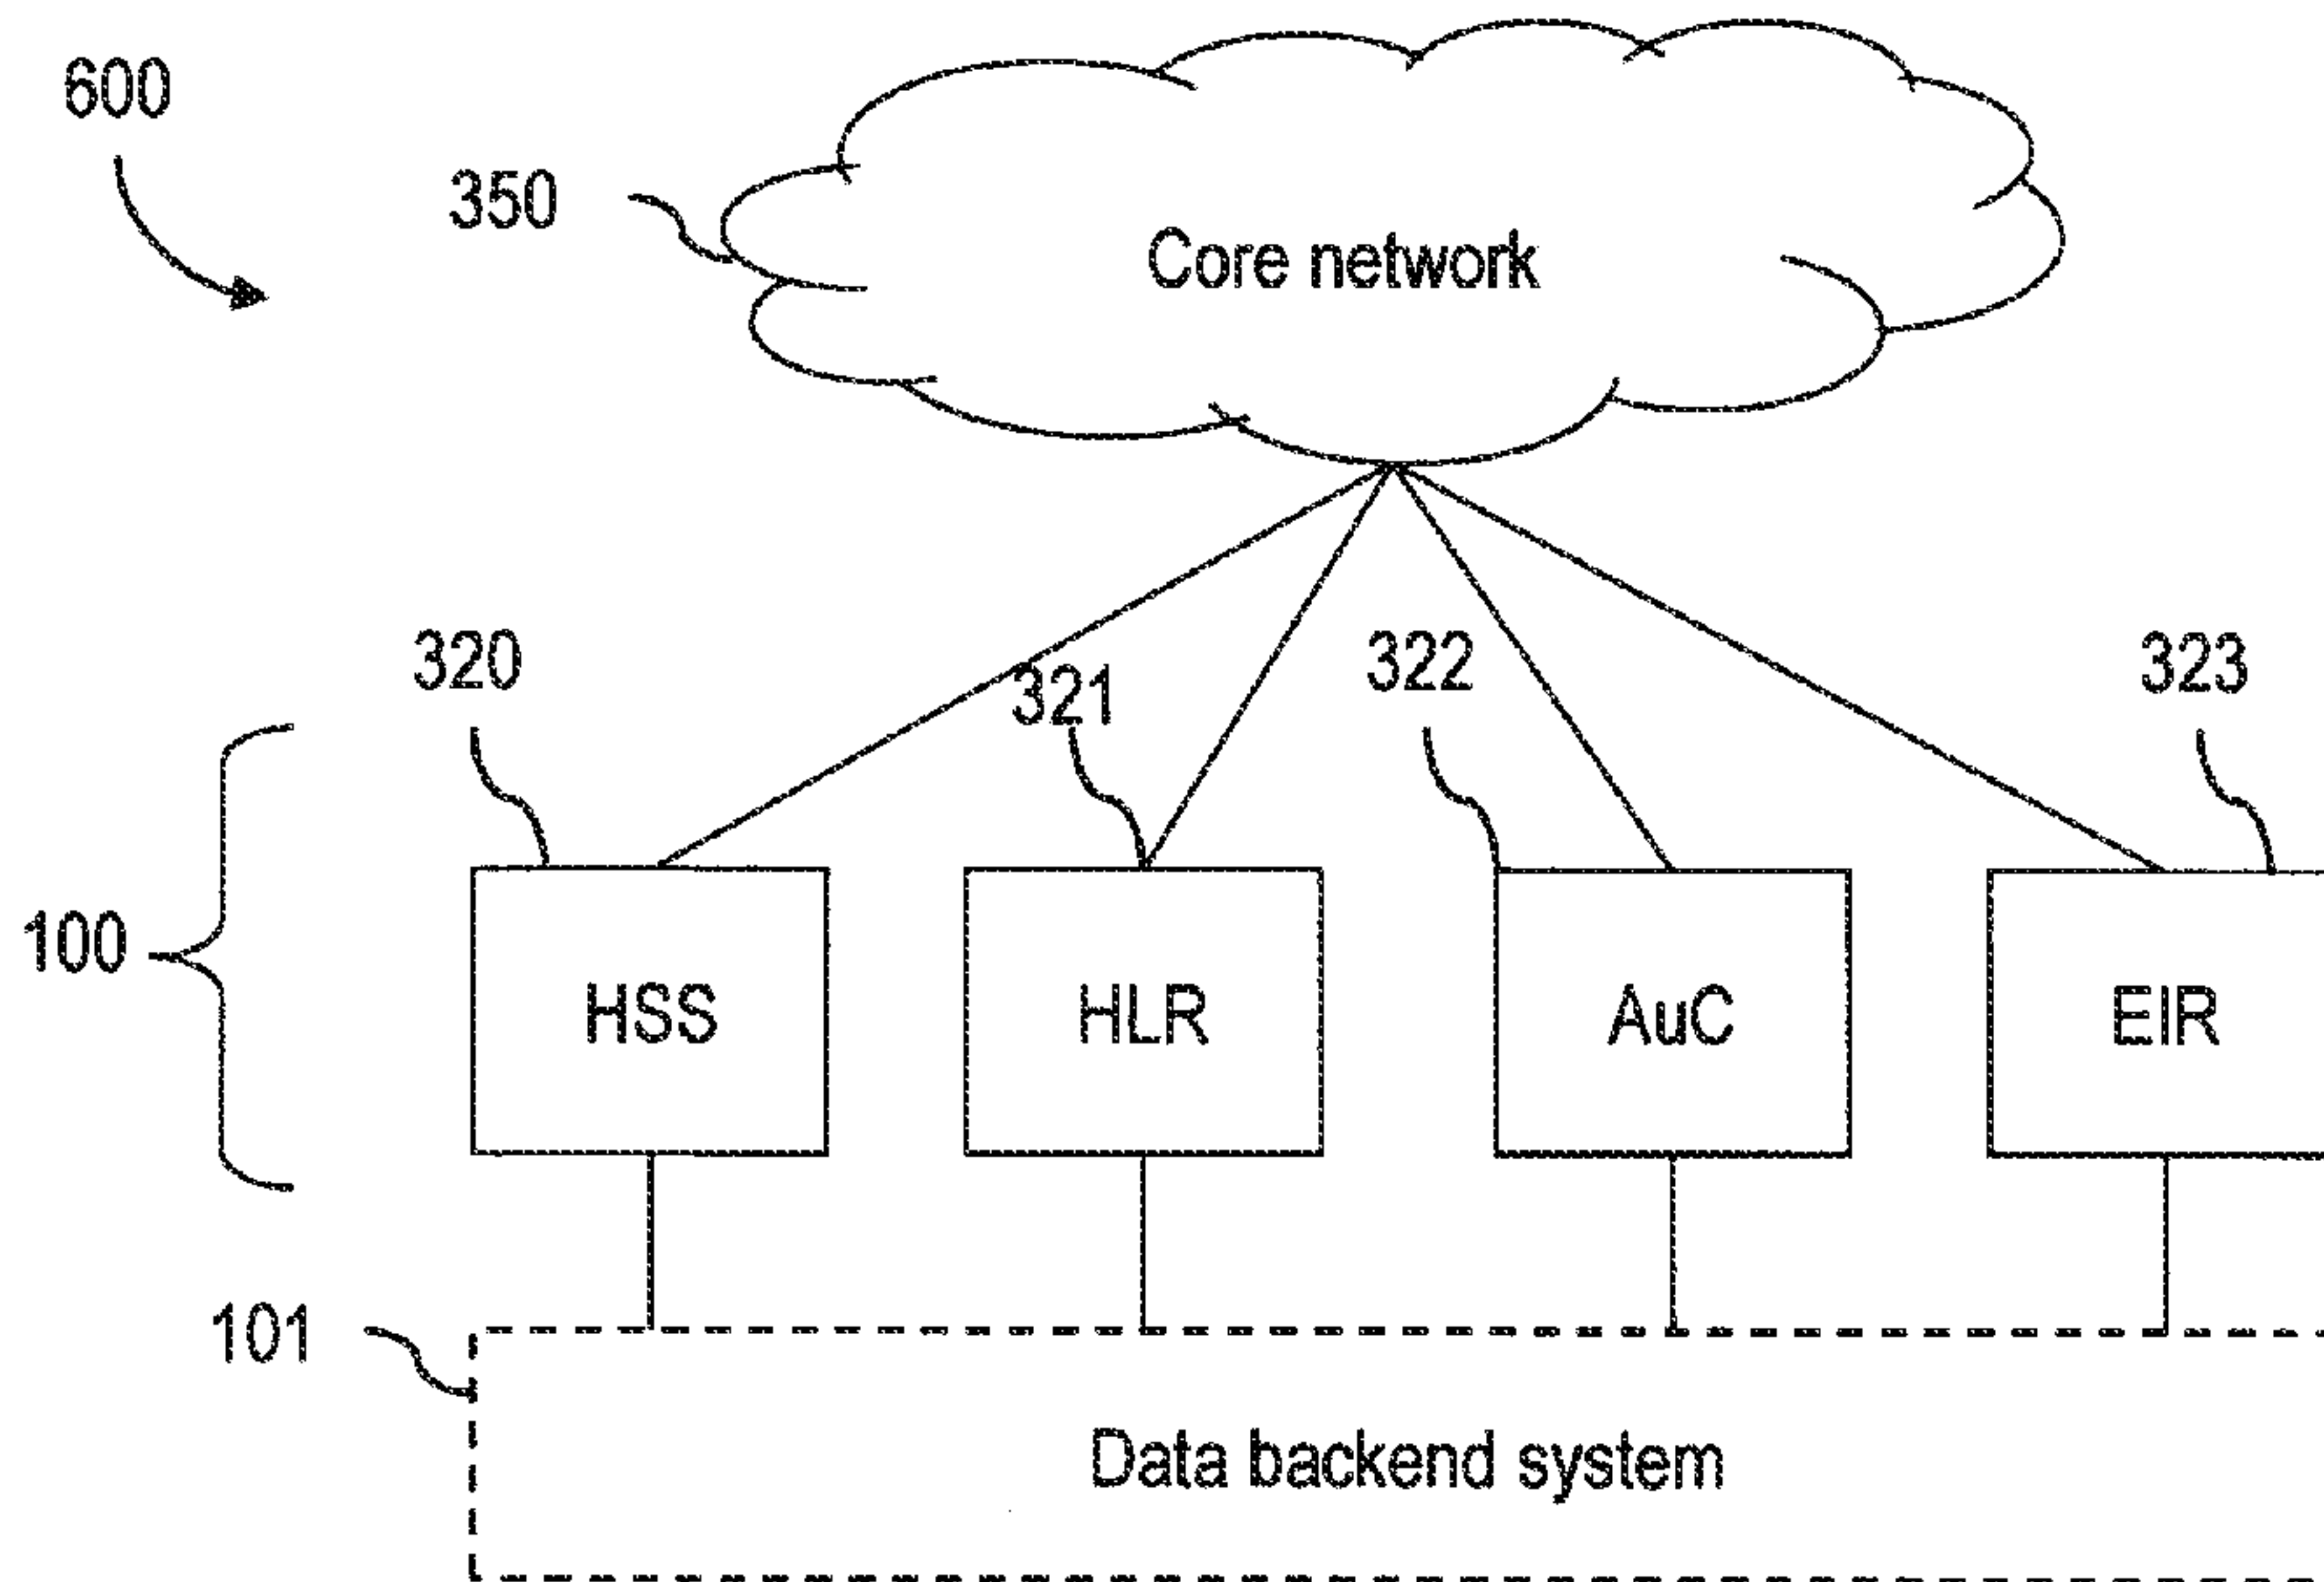 600
350
Core network
320
321
322
323
100
HSS
HLR
AuC
EIR
101
Data backend system